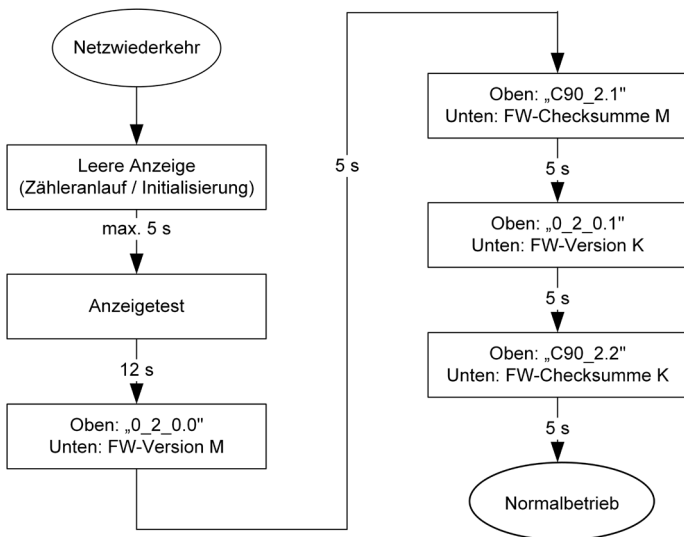 Netzwiederkehr
Leere Anzeige
(Zähleranlauf / Initialisierung)
max. 5 s
Anzeigetest
12 s
Oben: „0_2_0.0"
Unten: FW-Version M
5 s
Oben: „C90_2.1"
Unten: FW-Checksumme M
5 s
Oben: „0_2_0.1"
Unten: FW-Version K
5 s
Oben: „C90_2.2"
Unten: FW-Checksumme K
5 s
Normalbetrieb